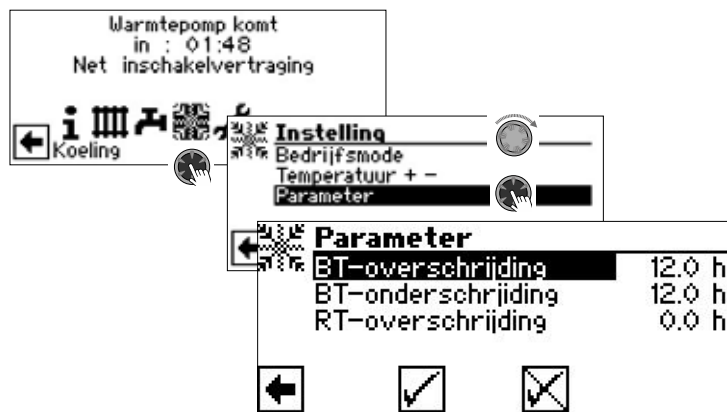 Warmtepomp komt
in : 01:48
Net inschakelvertraging
Koeling
Instelling
Bedrijfsmode
Temperatuur + −
Parameter
Parameter
BT-overschrijding 12.0 h
BT-onderschriding 12.0 h
RT-overschrijding 0.0 h